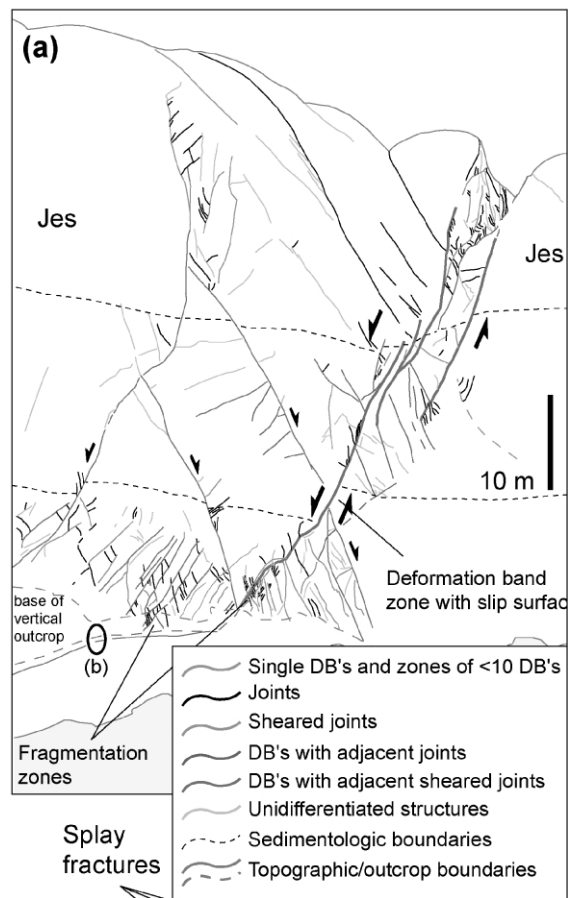 (a)
Jes
Jes
10 m
Deformation band
zone with slip surfac
base of
vertical
outcrop
(b)
Fragmentation
zones
Single DB's and zones of <10 DB's
Joints
Sheared joints
DB's with adjacent joints
DB's with adjacent sheared joints
Unidifferentiated structures
Sedimentologic boundaries
Topographic/outcrop boundaries
Splay
fractures